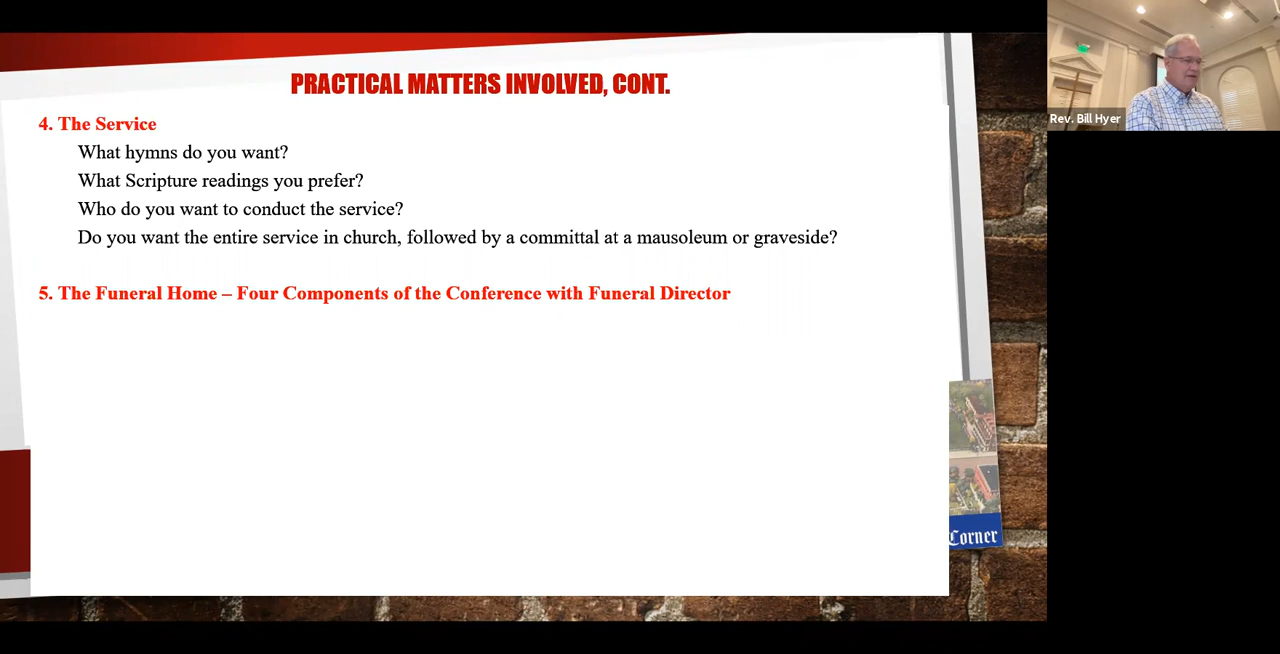 PRACTICAL MATTERS INVOLVED, CONT.
4. The Service
What hymns do you want?
What Scripture readings you prefer?
Who do you want to conduct the service?
Do you want the entire service in church, followed by a committal at a mausoleum or graveside?
5. The Funeral Home – Four Components of the Conference with Funeral Director
Corner
Rev. Bill Hyer